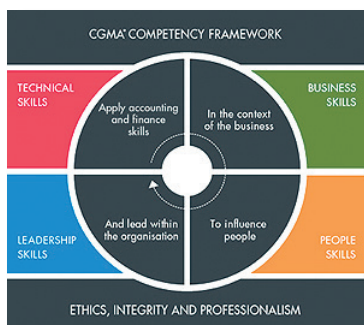 CGMA® COMPETENCY FRAMEWORK
TECHNICAL
SKILLS
Apply accounting
and finance
skills
In the context
of the business
BUSINESS
SKILLS
LEADERSHIP
SKILLS
And lead within
the organisation
To influence
people
PEOPLE
SKILLS
ETHICS, INTEGRITY AND PROFESSIONALISM